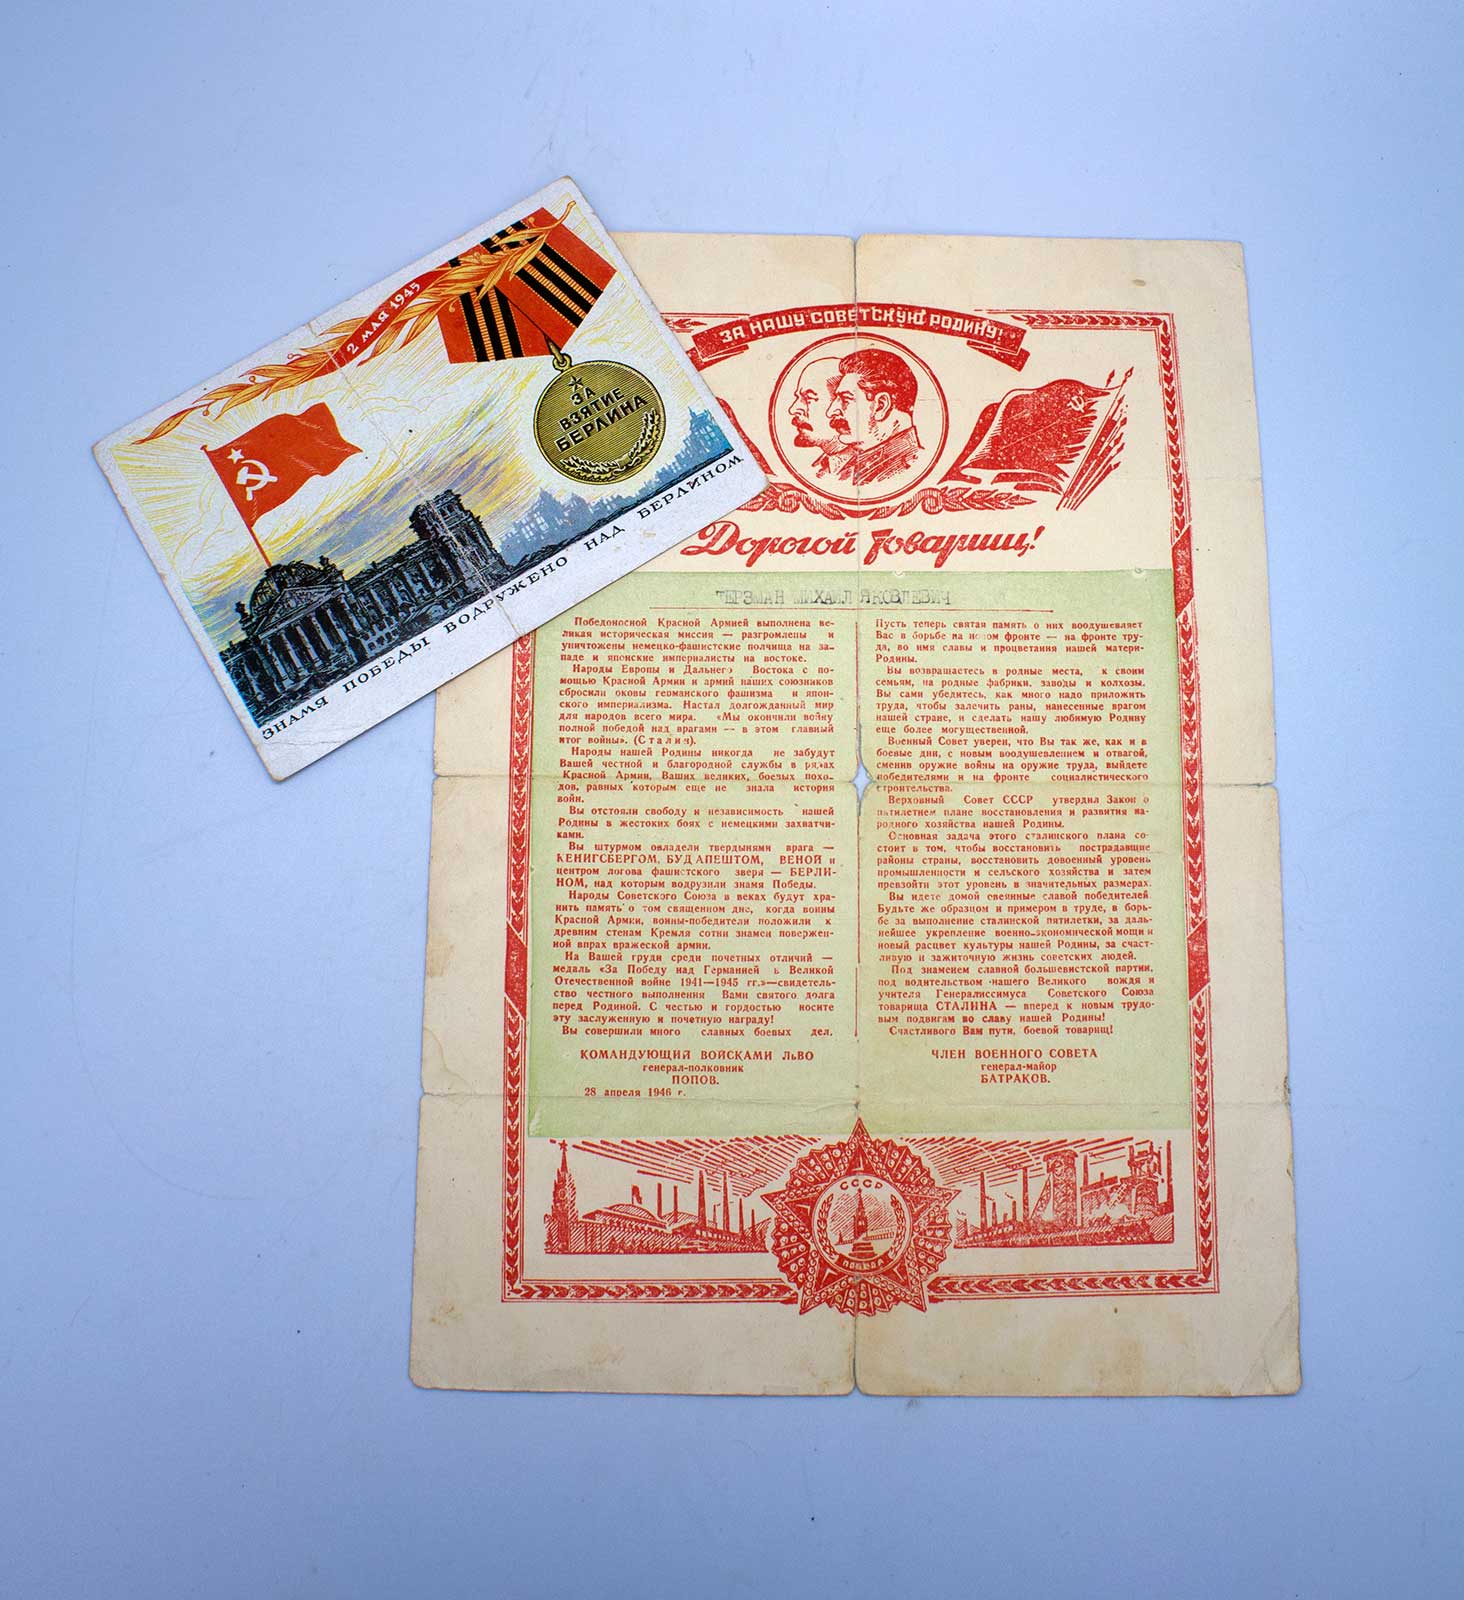 2 МАЯ 1945
ЗА
ВЗЯТИЕ
БЕРЛИНА
ЗНАМЯ ПОБЕДЫ ВОДРУЖЕНО НАД БЕРЛИНОМ
ЗА НАШУ СОВЕТСКУЮ РОДИНУ!
Дорогой Товарищ!
ТЕРЗМАН МИХАИЛ ЯКОВЛЕВИЧ
Победоносной Красной Армией выполнена ве-
ликая историческая миссия — разгромлены и
уничтожены немецко-фашистские полчища на за-
паде и японские империалисты на востоке.
Народы Европы и Дальнего Востока с по-
мощью Красной Армии и армий наших союзников
сбросили оковы германского фашизма и япон-
ского империализма. Настал долгожданный мир
для народов всего мира. «Мы окончили войну
полной победой над врагами — в этом главный
итог войны». (Сталин).
Народы нашей Родины никогда не забудут
Вашей честной и благородной службы в рядах
Красной Армии, Ваших великих, боевых похо-
дов, равных которым еще не знала история
войн.
Вы отстояли свободу и независимость нашей
Родины в жестоких боях с немецкими захватчи-
ками.
Вы штурмом овладели твердынями врага —
КЕНИГСБЕРГОМ, БУДАПЕШТОМ, ВЕНОЙ и
центром логова фашистского зверя — БЕРЛИ-
НОМ, над которым водрузили знамя Победы.
Народы Советского Союза в веках будут хра-
нить память о том священном дне, когда воины
Красной Армии, воины-победители положили к
древним стенам Кремля сотни знамен повержен-
ной впрах вражеской армии.
На Вашей груди среди почетных отличий —
медаль «За Победу над Германией в Великой
Отечественной войне 1941—1945 гг.»—свидетель-
ство честного выполнения Вами святого долга
перед Родиной. С честью и гордостью носите
эту заслуженную и почетную награду!
Вы совершили много славных боевых дел.
КОМАНДУЮЩИЙ ВОЙСКАМИ ЛЬВО
генерал-полковник
ПОПОВ.
28 апреля 1946 г.
Пусть теперь святая память о них воодушевляет
Вас в борьбе на новом фронте — на фронте тру-
да, во имя славы и процветания нашей матери-
Родины.
Вы возвращаетесь в родные места, к своим
семьям, на родные фабрики, заводы и колхозы.
Вы сами убедитесь, как много надо приложить
труда, чтобы залечить раны, нанесенные врагом
нашей стране, и сделать нашу любимую Родину
еще более могущественной.
Военный Совет уверен, что Вы так же, как и в
боевые дни, с новым воодушевлением и отвагой,
сменив оружие войны на оружие труда, выйдете
победителями и на фронте социалистического
строительства.
Верховный Совет СССР утвердил Закон о
пятилетнем плане восстановления и развития на-
родного хозяйства нашей Родины.
Основная задача этого сталинского плана со-
стоит в том, чтобы восстановить пострадавшие
районы страны, восстановить довоенный уровень
промышленности и сельского хозяйства и затем
превзойти этот уровень в значительных размерах.
Вы идете домой овеянные славой победителей.
Будьте же образцом и примером в труде, в борь-
бе за выполнение сталинской пятилетки, за даль-
нейшее укрепление военно-экономической мощи и
новый расцвет культуры нашей Родины, за счаст-
ливую и зажиточную жизнь советских людей.
Под знаменем славной большевистской партии,
под водительством нашего Великого вождя и
учителя Генералиссимуса Советского Союза
товарища СТАЛИНА — вперед к новым трудо-
вым подвигам во славу нашей Родины!
Счастливого Вам пути, боевой товарищ!
ЧЛЕН ВОЕННОГО СОВЕТА
генерал-майор
БАТРАКОВ.
СССР
ПОБЕДА